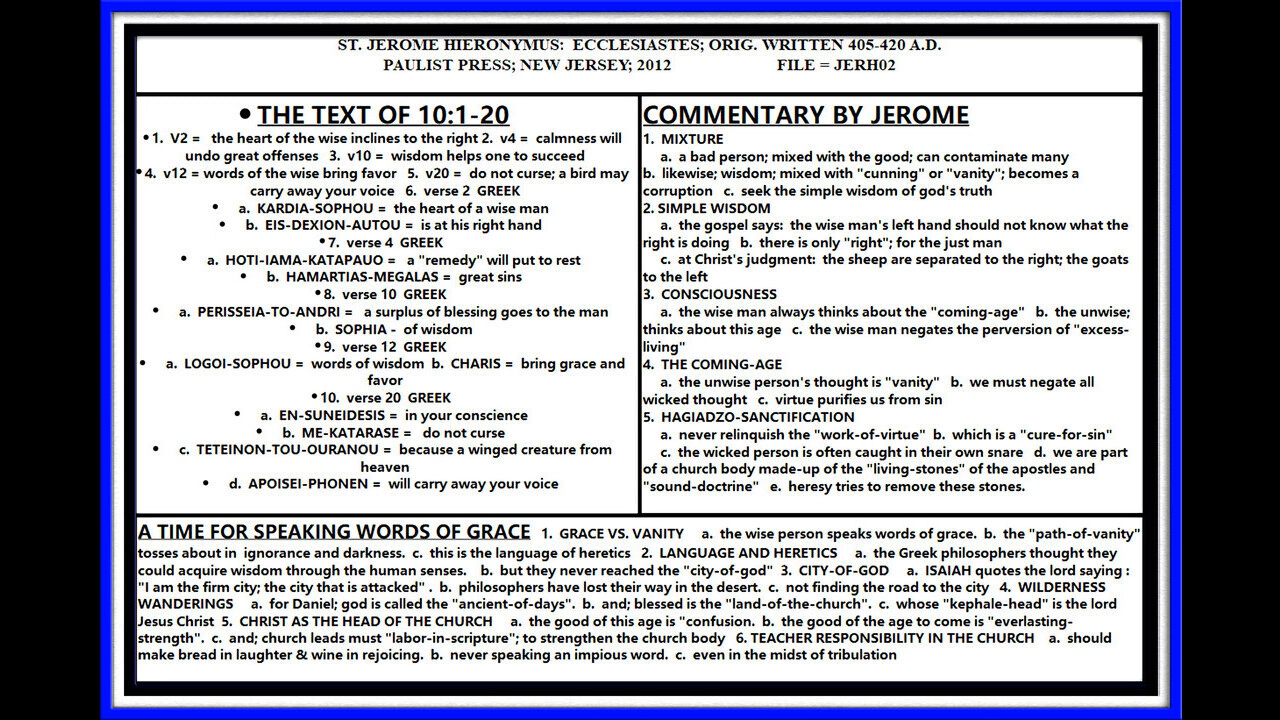 ST. JEROME HIERONYMUS: ECCLESIASTES; ORIG. WRITTEN 405-420 A.D.
PAULIST PRESS; NEW JERSEY; 2012 FILE = JERH02
• THE TEXT OF 10:1-20
• 1. V2 = the heart of the wise inclines to the right 2. v4 = calmness will
undo great offenses 3. v10 = wisdom helps one to succeed
• 4. v12 = words of the wise bring favor 5. v20 = do not curse; a bird may
carry away your voice 6. verse 2 GREEK
• a. KARDIA-SOPHOU = the heart of a wise man
• b. EIS-DEXION-AUTOU = is at his right hand
• 7. verse 4 GREEK
• a. HOTI-IAMA-KATAPAUO = a "remedy" will put to rest
• b. HAMARTIAS-MEGALAS = great sins
• 8. verse 10 GREEK
• a. PERISSEIA-TO-ANDRI = a surplus of blessing goes to the man
• b. SOPHIA - of wisdom
• 9. verse 12 GREEK
• a. LOGOI-SOPHOU = words of wisdom b. CHARIS = bring grace and
favor
• 10. verse 20 GREEK
• a. EN-SUNEIDESIS = in your conscience
• b. ME-KATARASE = do not curse
• c. TETEINON-TOU-OURANOU = because a winged creature from
heaven
• d. APOISEI-PHONEN = will carry away your voice
COMMENTARY BY JEROME
1. MIXTURE
a. a bad person; mixed with the good; can contaminate many
b. likewise; wisdom; mixed with "cunning" or "vanity"; becomes a
corruption c. seek the simple wisdom of god's truth
2. SIMPLE WISDOM
a. the gospel says: the wise man's left hand should not know what the
right is doing b. there is only "right"; for the just man
c. at Christ's judgment: the sheep are separated to the right; the goats
to the left
3. CONSCIOUSNESS
a. the wise man always thinks about the "coming-age" b. the unwise;
thinks about this age c. the wise man negates the perversion of "excess-
living"
4. THE COMING-AGE
a. the unwise person's thought is "vanity" b. we must negate all
wicked thought c. virtue purifies us from sin
5. HAGIADZO-SANCTIFICATION
a. never relinquish the "work-of-virtue" b. which is a "cure-for-sin"
c. the wicked person is often caught in their own snare d. we are part
of a church body made-up of the "living-stones" of the apostles and
"sound-doctrine" e. heresy tries to remove these stones.
A TIME FOR SPEAKING WORDS OF GRACE 1. GRACE VS. VANITY a. the wise person speaks words of grace. b. the "path-of-vanity"
tosses about in ignorance and darkness. c. this is the language of heretics 2. LANGUAGE AND HERETICS a. the Greek philosophers thought they
could acquire wisdom through the human senses. b. but they never reached the "city-of-god" 3. CITY-OF-GOD a. ISAIAH quotes the lord saying :
"I am the firm city; the city that is attacked" . b. philosophers have lost their way in the desert. c. not finding the road to the city 4. WILDERNESS
WANDERINGS a. for Daniel; god is called the "ancient-of-days". b. and; blessed is the "land-of-the-church". c. whose "kephale-head" is the lord
Jesus Christ 5. CHRIST AS THE HEAD OF THE CHURCH a. the good of this age is "confusion. b. the good of the age to come is "everlasting-
strength". c. and; church leads must "labor-in-scripture"; to strengthen the church body 6. TEACHER RESPONSIBILITY IN THE CHURCH a. should
make bread in laughter & wine in rejoicing. b. never speaking an impious word. c. even in the midst of tribulation